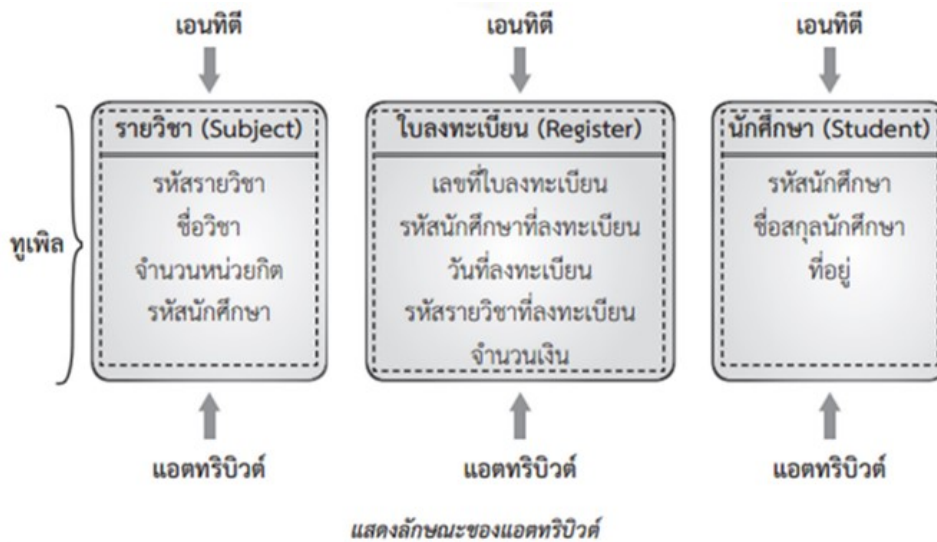 เอนทิตี
เอนทิตี
เอนทิตี
ทูเพิล
รายวิชา (Subject)
รหัสรายวิชา
ชื่อวิชา
จำนวนหน่วยกิต
รหัสนักศึกษา
ใบลงทะเบียน (Register)
เลขที่ใบลงทะเบียน
รหัสนักศึกษาที่ลงทะเบียน
วันที่ลงทะเบียน
รหัสรายวิชาที่ลงทะเบียน
จำนวนเงิน
นักศึกษา (Student)
รหัสนักศึกษา
ชื่อสกุลนักศึกษา
ที่อยู่
แอตทริบิวต์
แอตทริบิวต์
แอตทริบิวต์
แสดงลักษณะของแอตทริบิวต์